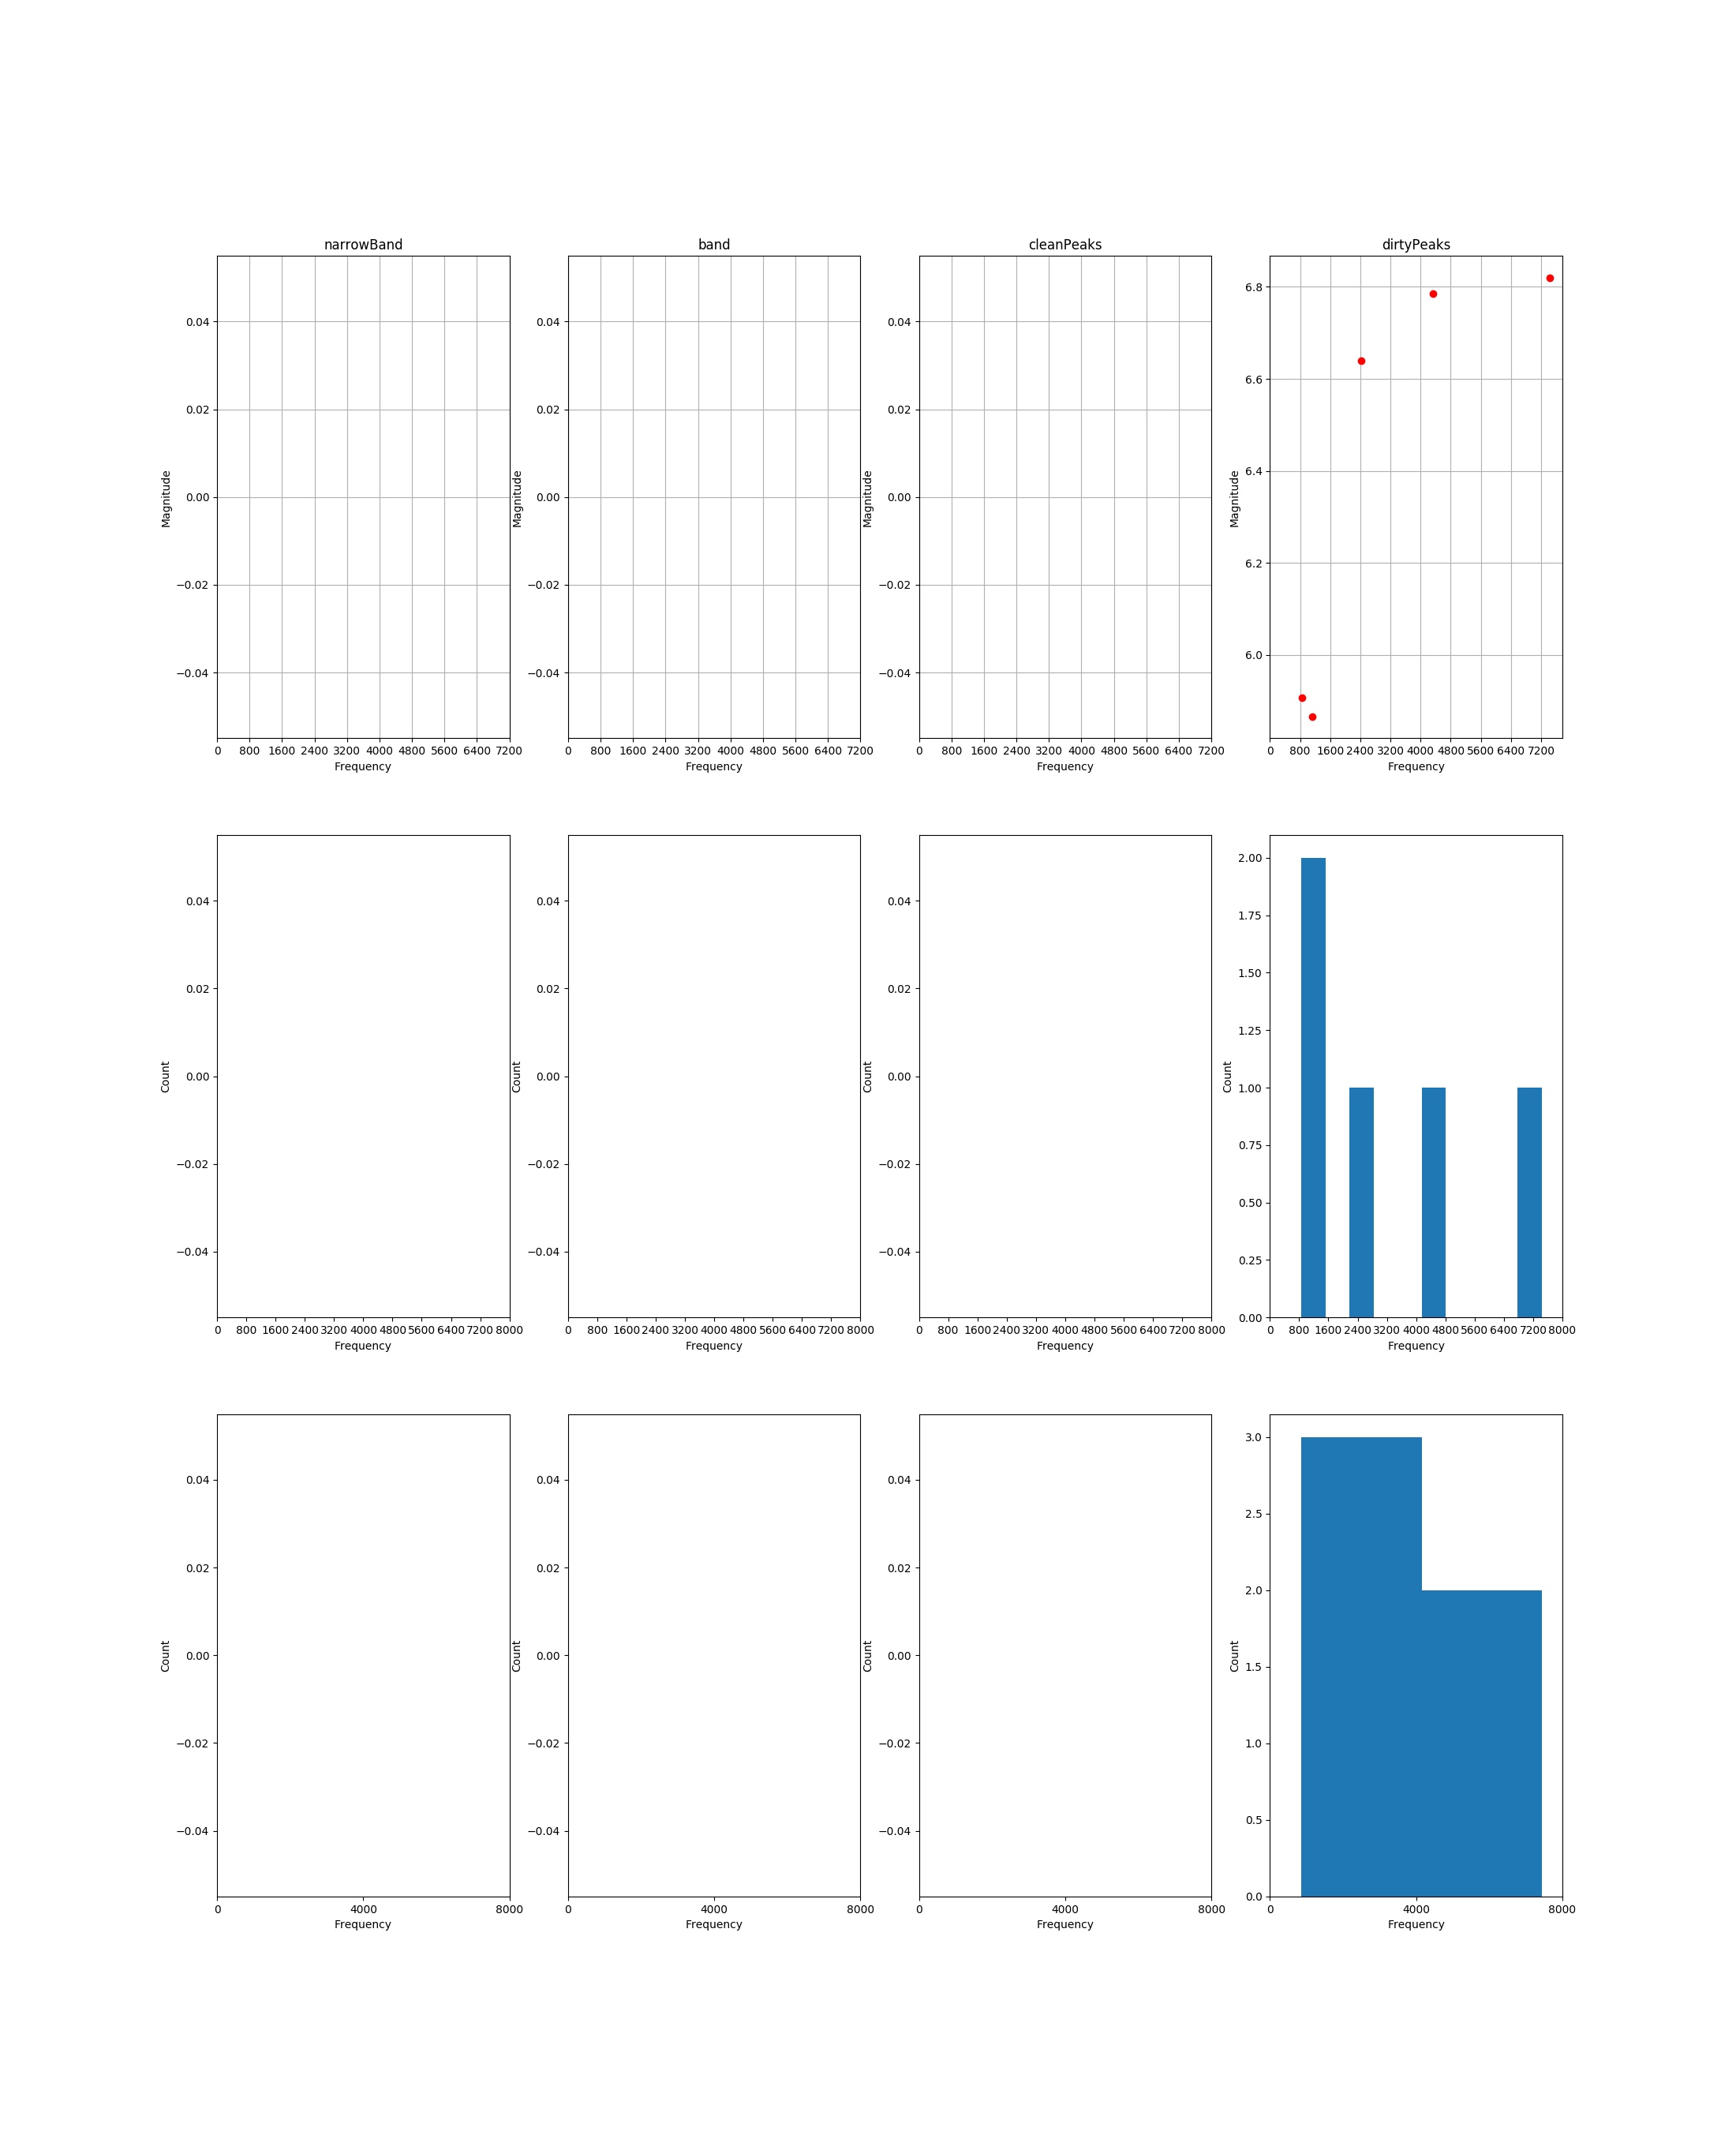 narrowBand band cleanPeaks dirtyPeaks
0.04 0.04 0.04 6.8
0.02 0.02 0.02 6.6
Magnitude 0.00 Magnitude 0.00 Magnitude 0.00 Magnitude 6.4
−0.02 −0.02 −0.02 6.2
−0.04 −0.04 −0.04 6.0
0 800 1600 2400 3200 4000 4800 5600 6400 7200 0 800 1600 2400 3200 4000 4800 5600 6400 7200 0 800 1600 2400 3200 4000 4800 5600 6400 7200 0 800 1600 2400 3200 4000 4800 5600 6400 7200
Frequency Frequency Frequency Frequency
2.00
0.04 0.04 0.04 1.75
0.02 0.02 0.02 1.50
1.25
Count 0.00 Count 0.00 Count 0.00 Count 1.00
0.75
−0.02 −0.02 −0.02 0.50
−0.04 −0.04 −0.04 0.25
0.00
0 800 1600 2400 3200 4000 4800 5600 6400 7200 8000 0 800 1600 2400 3200 4000 4800 5600 6400 7200 8000 0 800 1600 2400 3200 4000 4800 5600 6400 7200 8000 0 800 1600 2400 3200 4000 4800 5600 6400 7200 8000
Frequency Frequency Frequency Frequency
3.0
0.04 0.04 0.04 2.5
0.02 0.02 0.02 2.0
Count 0.00 Count 0.00 Count 0.00 Count 1.5
−0.02 −0.02 −0.02 1.0
−0.04 −0.04 −0.04 0.5
0.0
0 4000 8000 0 4000 8000 0 4000 8000 0 4000 8000
Frequency Frequency Frequency Frequency